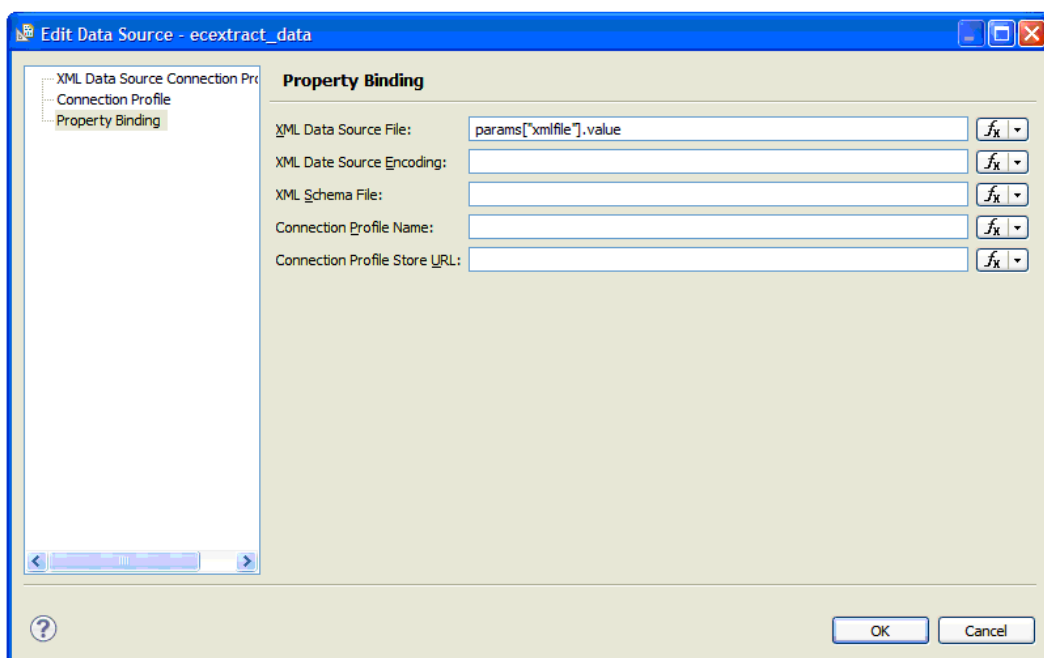 Edit Data Source - ecextract_data
XML Data Source Connection Pr
Connection Profile
Property Binding
Property Binding
XML Data Source File: params["xmlfile"].value
XML Date Source Encoding:
XML Schema File:
Connection Profile Name:
Connection Profile Store URL:
OK Cancel